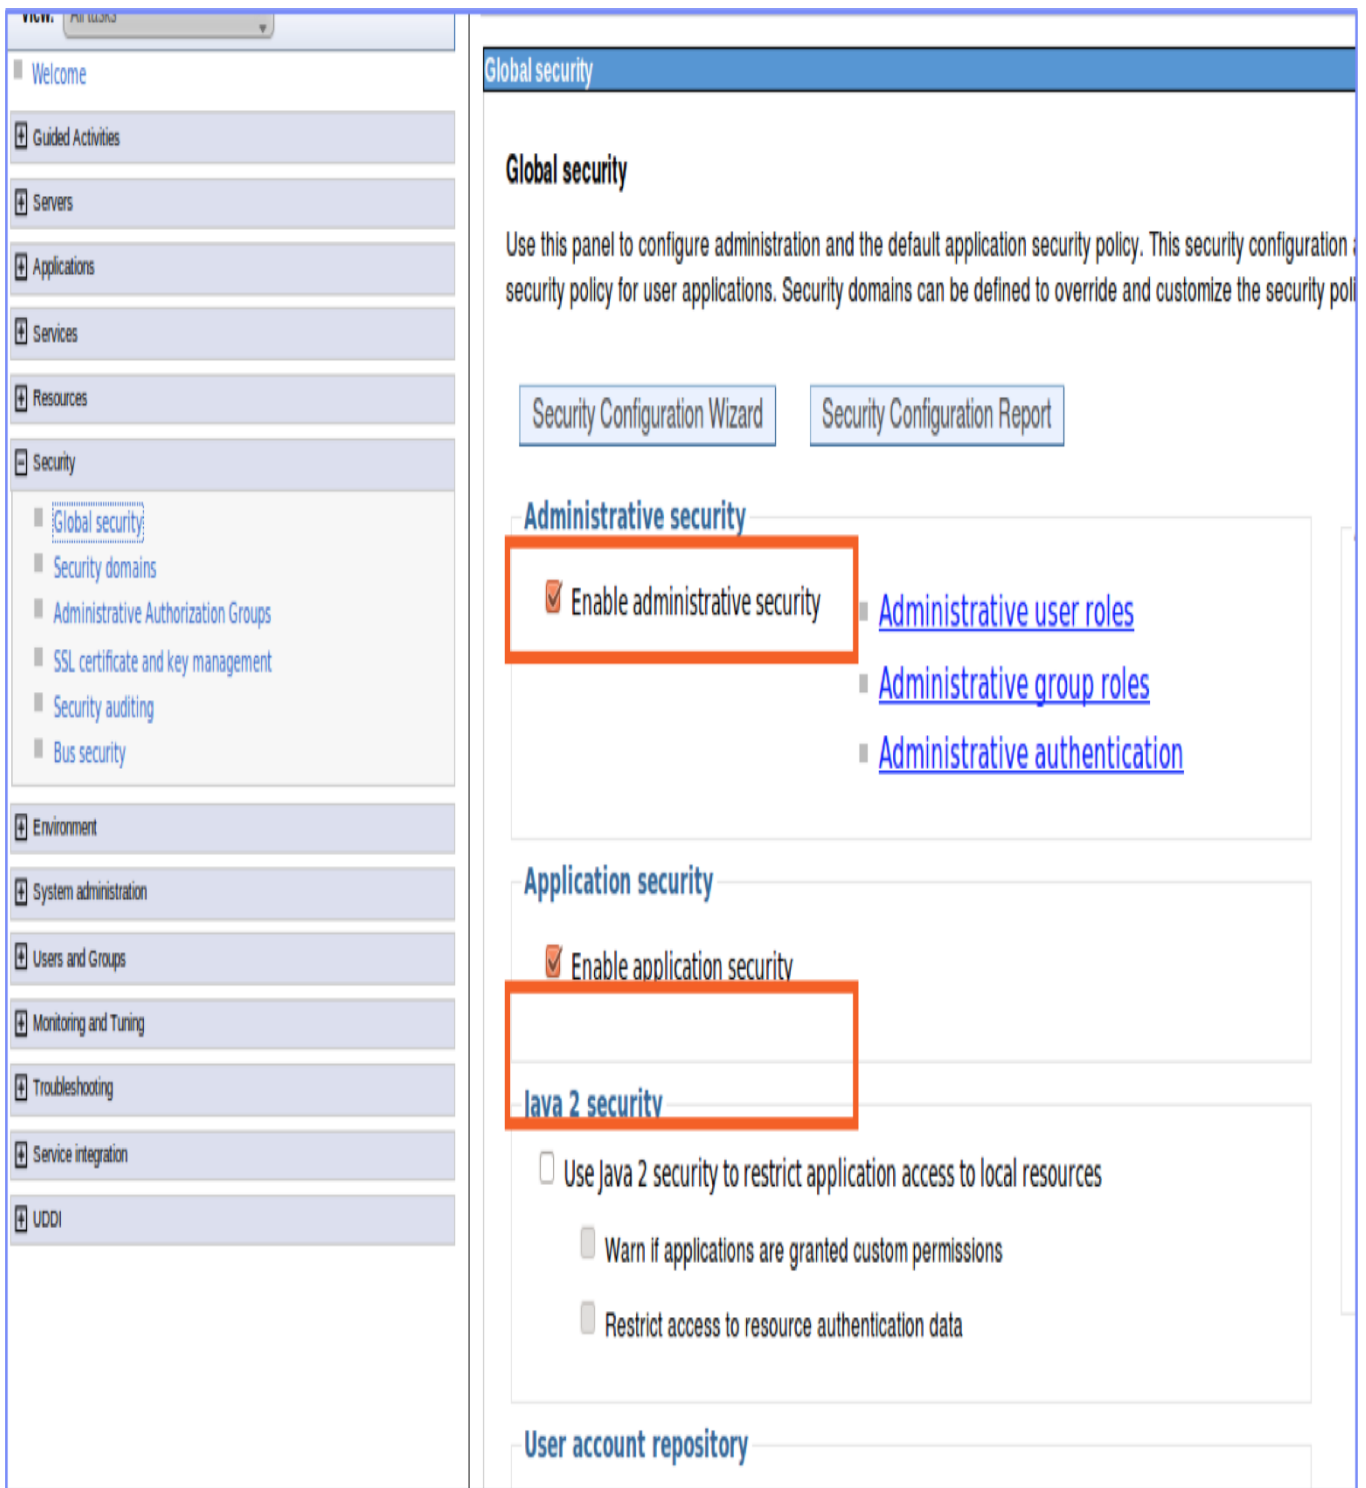 View: All tasks
Welcome
Guided Activities
Servers
Applications
Services
Resources
Security
Global security
Security domains
Administrative Authorization Groups
SSL certificate and key management
Security auditing
Bus security
Environment
System administration
Users and Groups
Monitoring and Tuning
Troubleshooting
Service integration
UDDI
Global security
Global security
Use this panel to configure administration and the default application security policy. This security configuration
security policy for user applications. Security domains can be defined to override and customize the security poli
Security Configuration Wizard
Security Configuration Report
Administrative security
Enable administrative security
Administrative user roles
Administrative group roles
Administrative authentication
Application security
Enable application security
Java 2 security
Use Java 2 security to restrict application access to local resources
Warn if applications are granted custom permissions
Restrict access to resource authentication data
User account repository